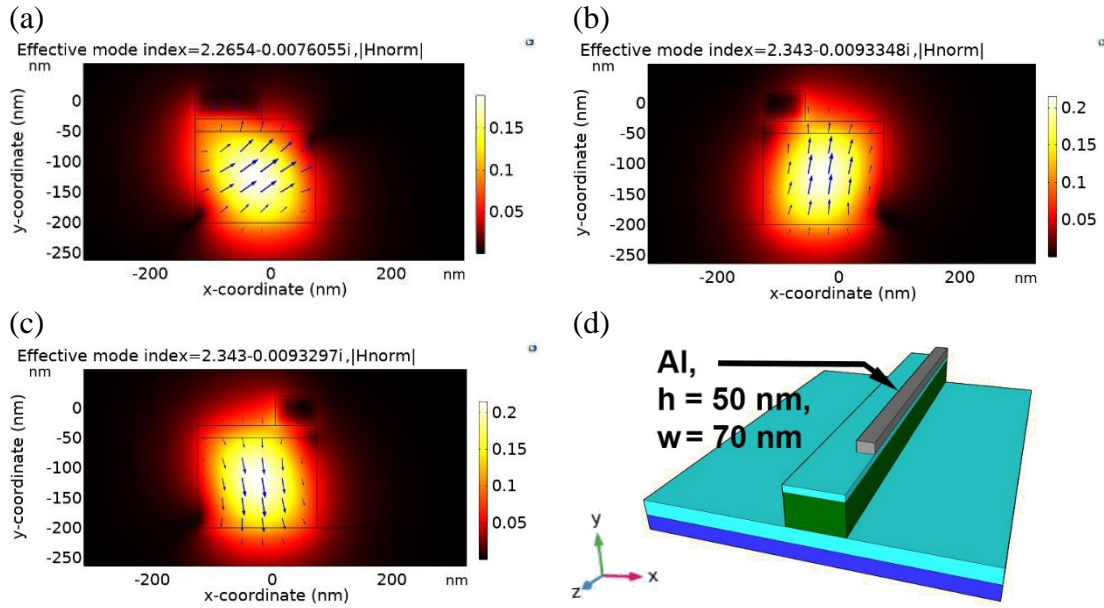 (a)
Effective mode index=2.2654-0.0076055i ,|Hnorm|
nm
y-coordinate (nm)
0
-50
-100
-150
-200
-250
-200
0
200
nm
x-coordinate (nm)
0.15
0.1
0.05
(b)
Effective mode index=2.343-0.0093348i ,|Hnorm|
nm
y-coordinate (nm)
0
-50
-100
-150
-200
-250
-200
0
200
nm
x-coordinate (nm)
0.2
0.15
0.1
0.05
(c)
Effective mode index=2.343-0.0093297i ,|Hnorm|
nm
y-coordinate (nm)
0
-50
-100
-150
-200
-250
-200
0
200
nm
x-coordinate (nm)
0.2
0.15
0.1
0.05
(d)
Al,
h = 50 nm,
w = 70 nm
y
x
z